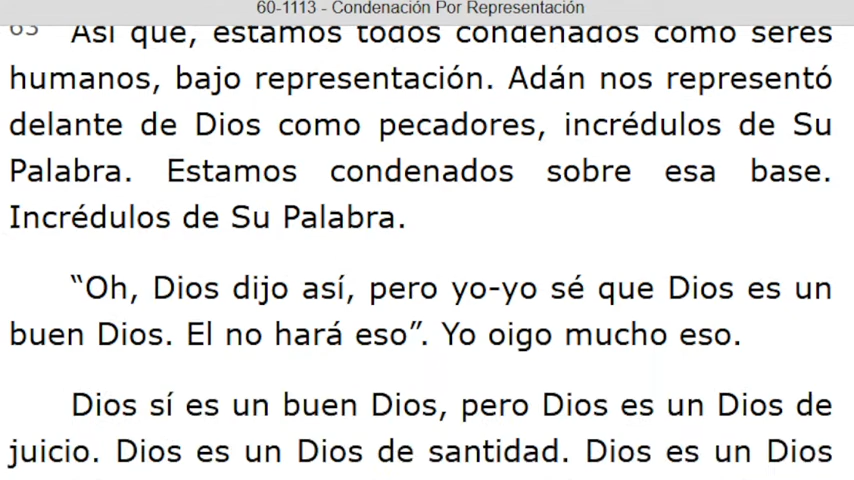 60-1113 - Condenación Por Representación
63 Así que, estamos todos condenados como seres
humanos, bajo representación. Adán nos representó
delante de Dios como pecadores, incrédulos de Su
Palabra. Estamos condenados sobre esa base.
Incrédulos de Su Palabra.
“Oh, Dios dijo así, pero yo-yo sé que Dios es un
buen Dios. El no hará eso”. Yo oigo mucho eso.
Dios sí es un buen Dios, pero Dios es un Dios de
juicio. Dios es un Dios de santidad. Dios es un Dios